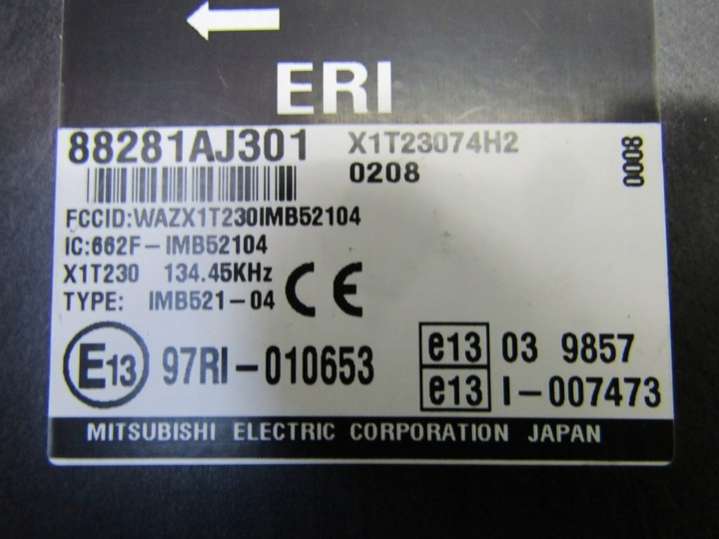 ERI
88281AJ301 X1T23074H2
0208
0008
FCCID:WAZX1T230IMB52104
IC:662F-IMB52104
X1T230 134.45KHz
TYPE: IMB521-04 CE
E13 97RI-010653
e13 03 9857
e13 I-007473
MITSUBISHI ELECTRIC CORPORATION JAPAN